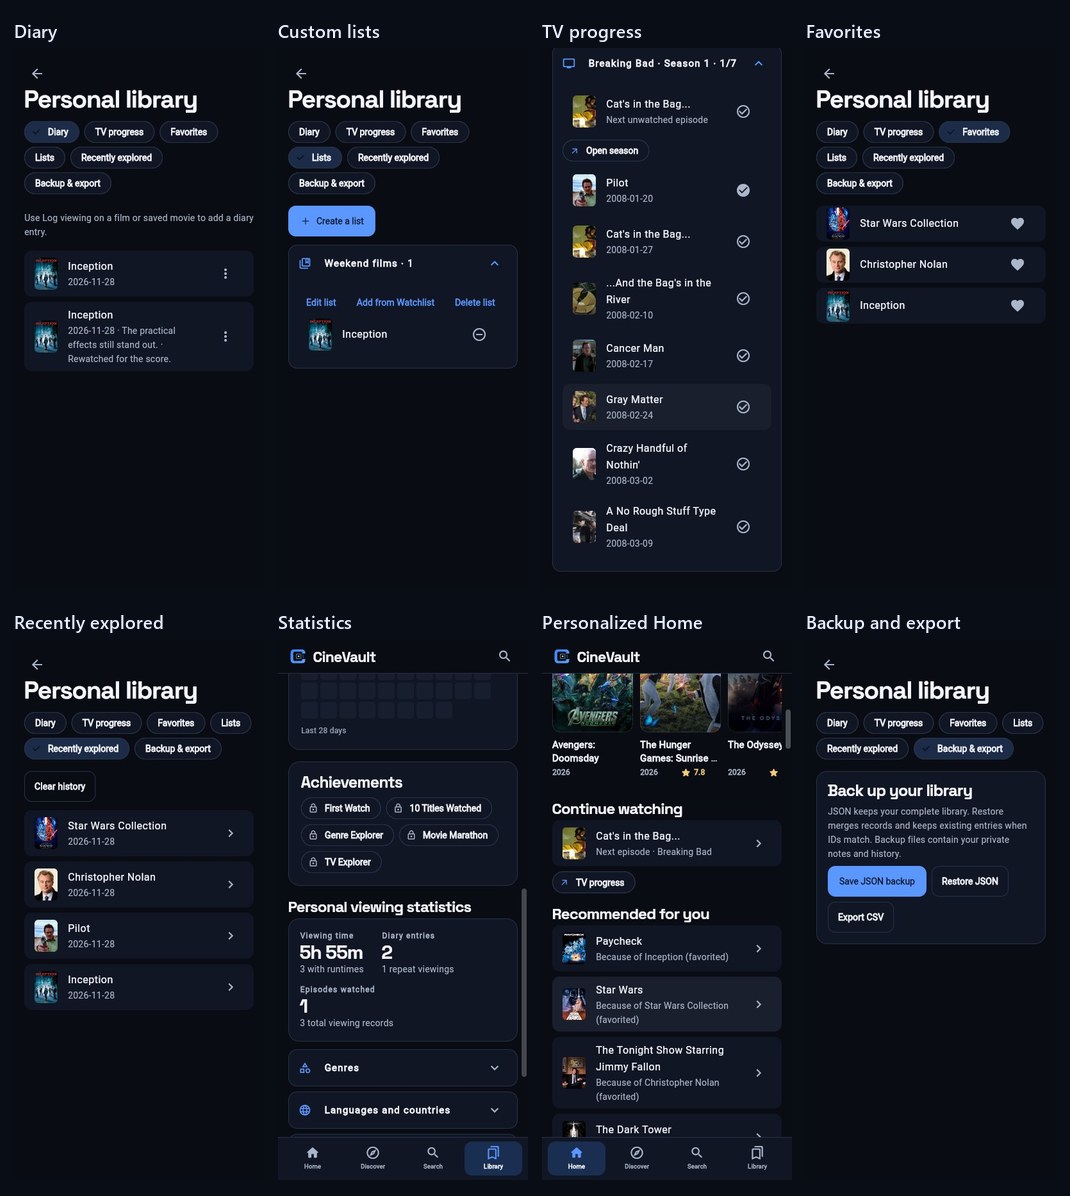 Diary
Personal library
Diary
TV progress
Favorites
Lists
Recently explored
Backup & export
Use Log viewing on a film or saved movie to add a diary
entry.
Inception
2026-11-28
Inception
2026-11-28 · The practical
effects still stand out. ·
Rewatched for the score.
Custom lists
Personal library
Diary
TV progress
Favorites
Lists
Recently explored
Backup & export
+ Create a list
Weekend films · 1
Edit list
Add from Watchlist
Delete list
Inception
TV progress
Breaking Bad · Season 1 · 1/7
Cat's in the Bag...
Next unwatched episode
Open season
Pilot
2008-01-20
Cat's in the Bag...
2008-01-27
...And the Bag's in the
River
2008-02-10
Cancer Man
2008-02-17
Gray Matter
2008-02-24
Crazy Handful of
Nothin'
2008-03-02
A No Rough Stuff Type
Deal
2008-03-09
Favorites
Personal library
Diary
TV progress
Favorites
Lists
Recently explored
Backup & export
Star Wars Collection
Christopher Nolan
Inception
Recently explored
Personal library
Diary
TV progress
Favorites
Lists
Recently explored
Backup & export
Clear history
Star Wars Collection
2026-11-28
Christopher Nolan
2026-11-28
Pilot
2026-11-28
Inception
2026-11-28
Statistics
CineVault
Last 28 days
Achievements
First Watch
10 Titles Watched
Genre Explorer
Movie Marathon
TV Explorer
Personal viewing statistics
Viewing time
5h 55m
3 with runtimes
Diary entries
2
1 repeat viewings
Episodes watched
1
3 total viewing records
Genres
Languages and countries
Home
Discover
Search
Library
Personalized Home
CineVault
AVENGERS
Avengers:
Doomsday
2026
The Hunger
Games: Sunrise ...
2026
7.8
THE ODYS
The Odyssey
2026
Continue watching
Cat's in the Bag...
Next episode · Breaking Bad
TV progress
Recommended for you
Paycheck
Because of Inception (favorited)
Star Wars
Because of Star Wars Collection
(favorited)
The Tonight Show Starring
Jimmy Fallon
Because of Christopher Nolan
(favorited)
The Dark Tower
Home
Discover
Search
Library
Backup and export
Personal library
Diary
TV progress
Favorites
Lists
Recently explored
Backup & export
Back up your library
JSON keeps your complete library. Restore
merges records and keeps existing entries when
IDs match. Backup files contain your private
notes and history.
Save JSON backup
Restore JSON
Export CSV